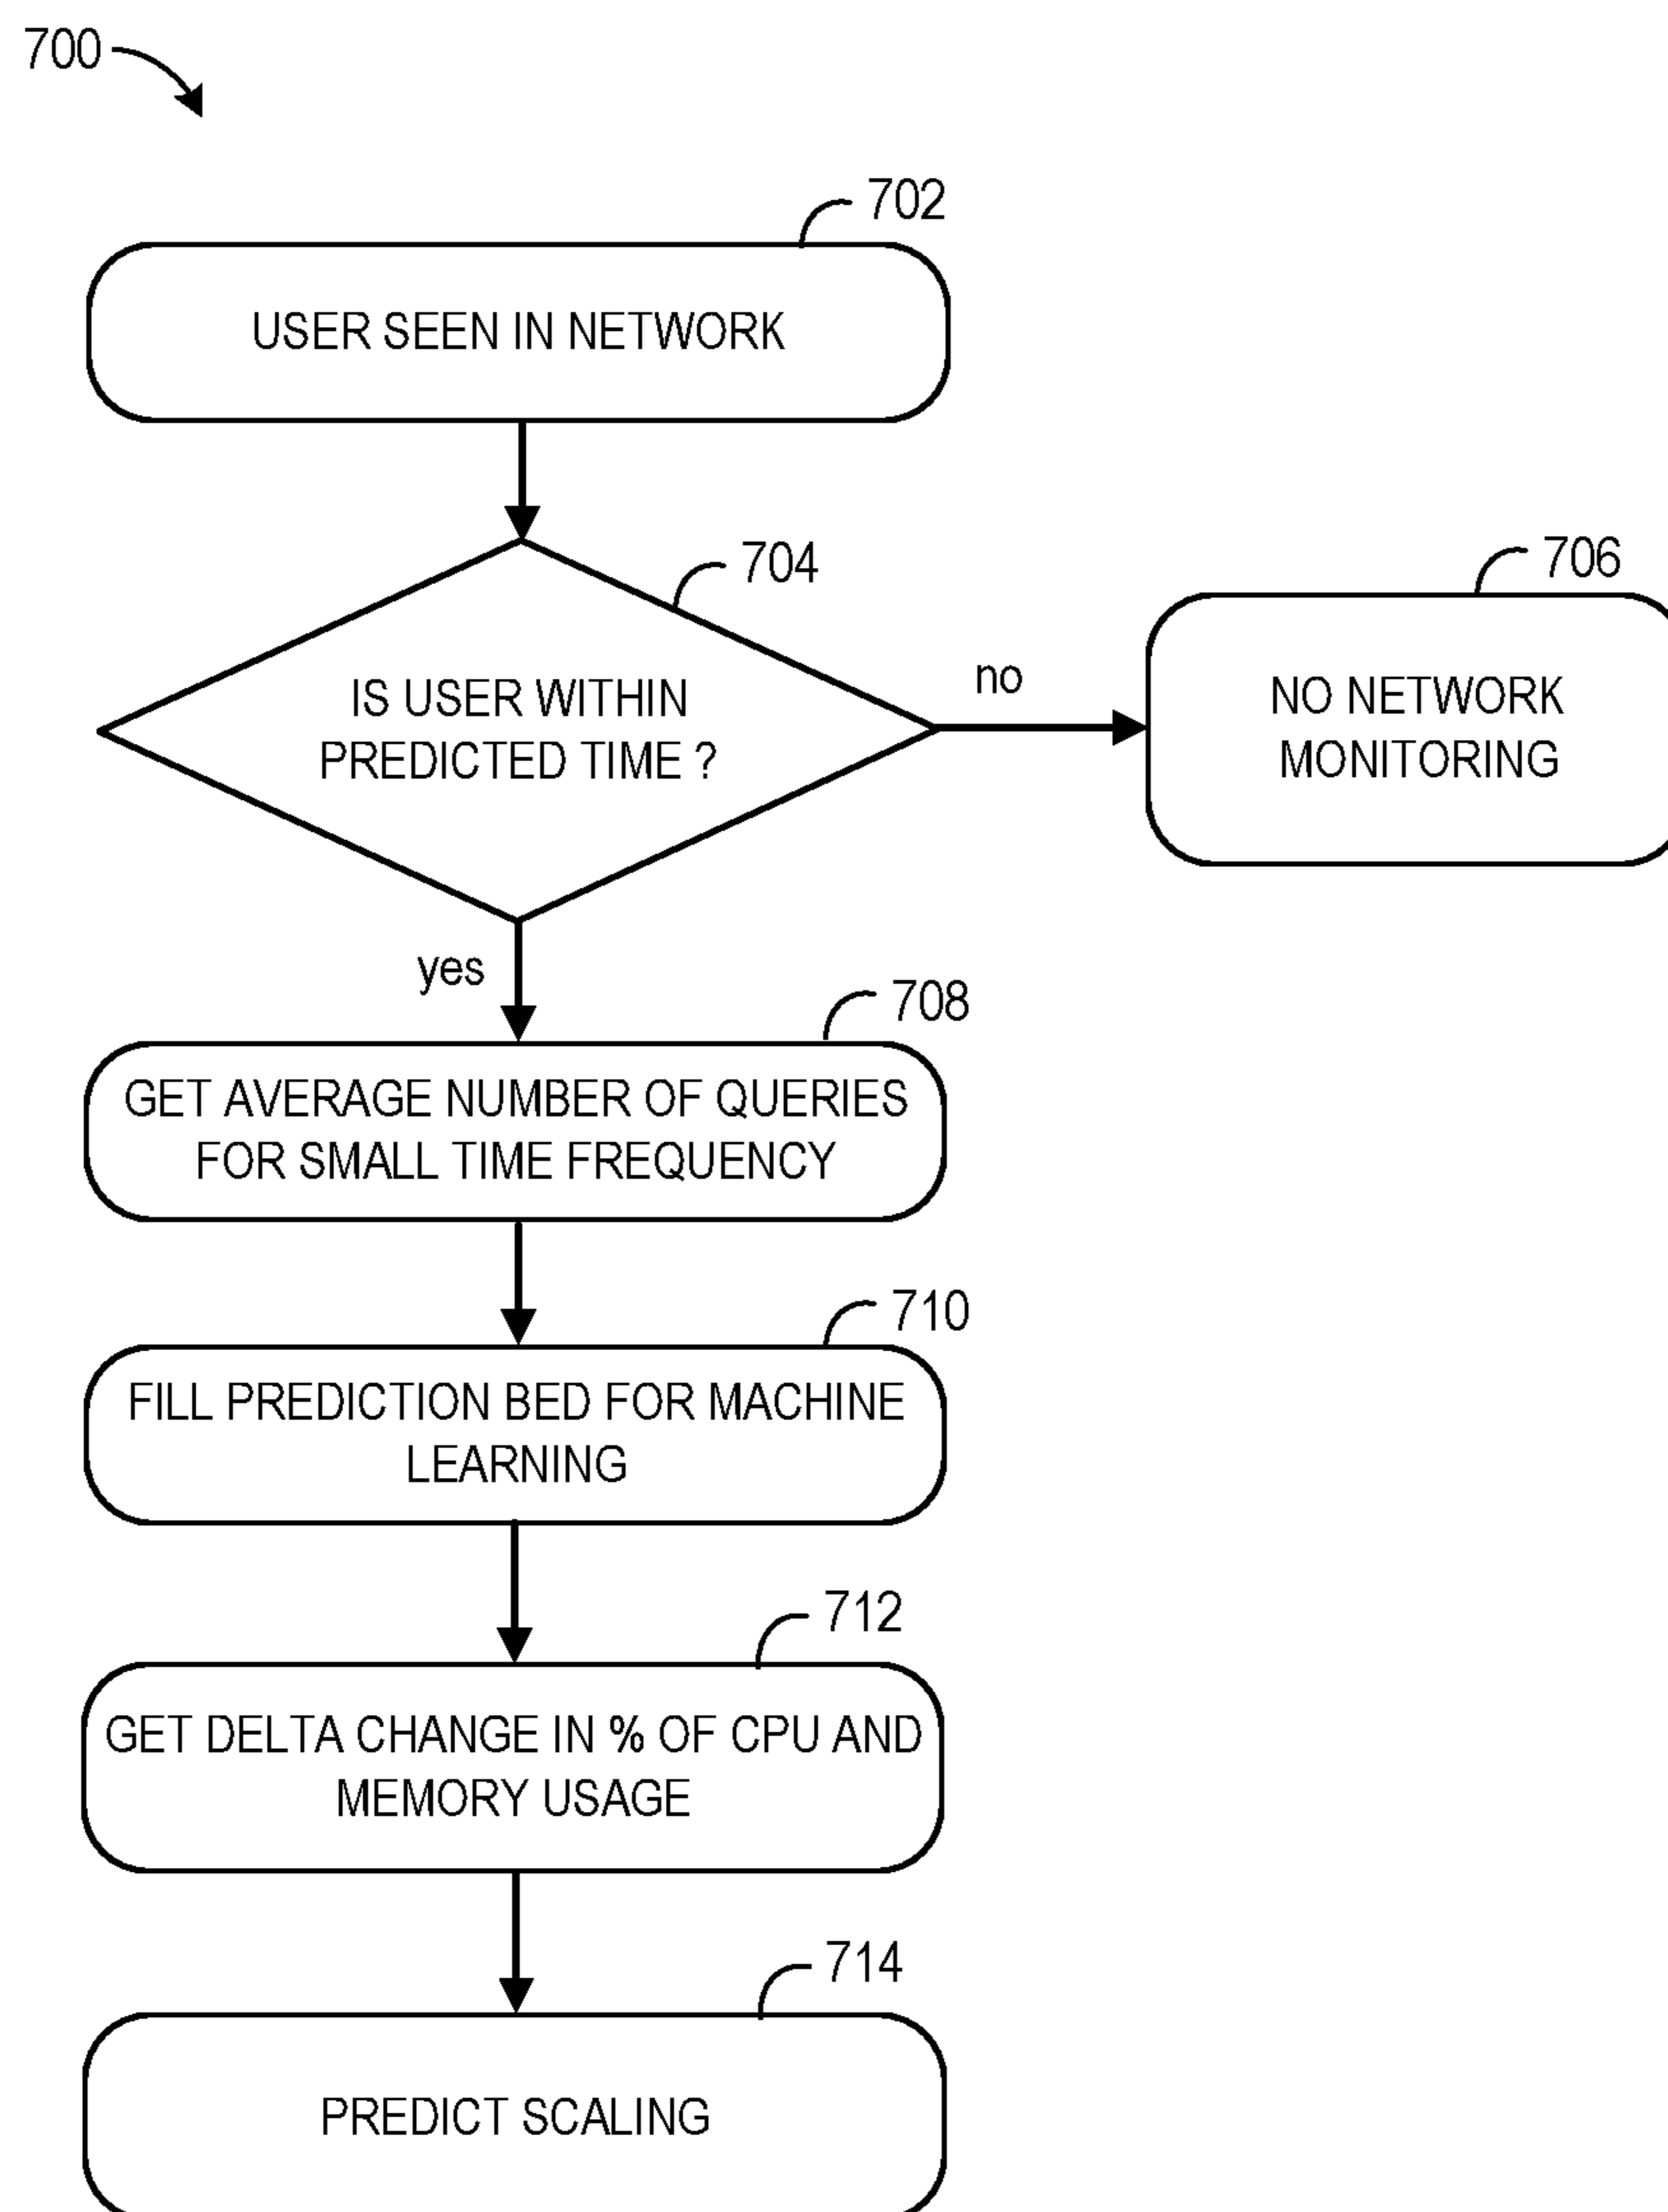 700
702
USER SEEN IN NETWORK
704
IS USER WITHIN
PREDICTED TIME ?
no
706
NO NETWORK
MONITORING
yes
708
GET AVERAGE NUMBER OF QUERIES
FOR SMALL TIME FREQUENCY
710
FILL PREDICTION BED FOR MACHINE
LEARNING
712
GET DELTA CHANGE IN % OF CPU AND
MEMORY USAGE
714
PREDICT SCALING